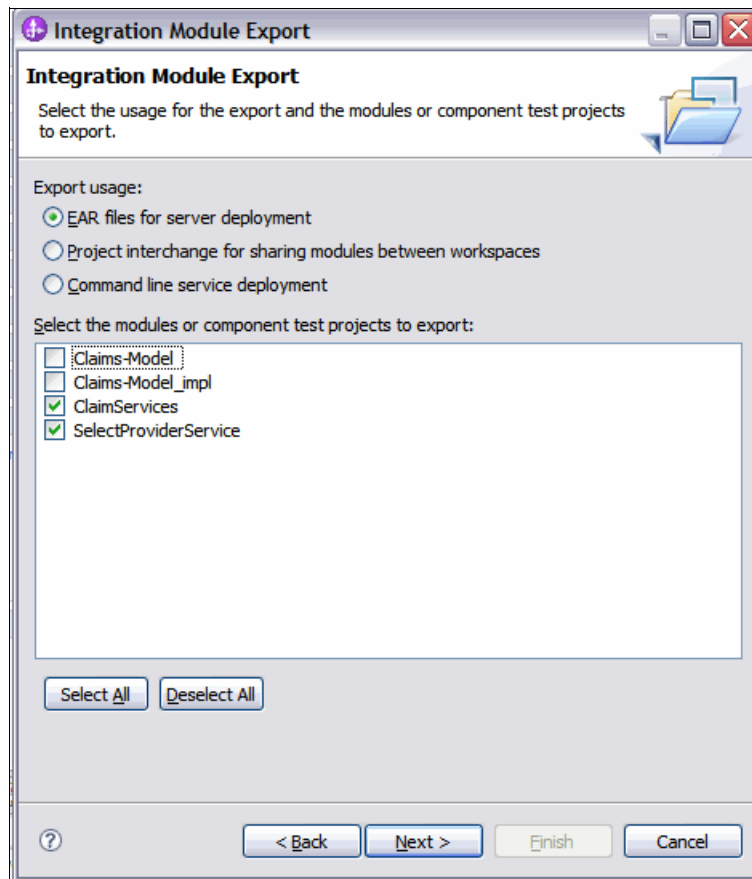 Integration Module Export
Integration Module Export
Select the usage for the export and the modules or component test projects
to export.
Export usage:
EAR files for server deployment
Project interchange for sharing modules between workspaces
Command line service deployment
Select the modules or component test projects to export:
Claims-Model
Claims-Model_impl
ClaimServices
SelectProviderService
Select All Deselect All
? < Back Next > Finish Cancel